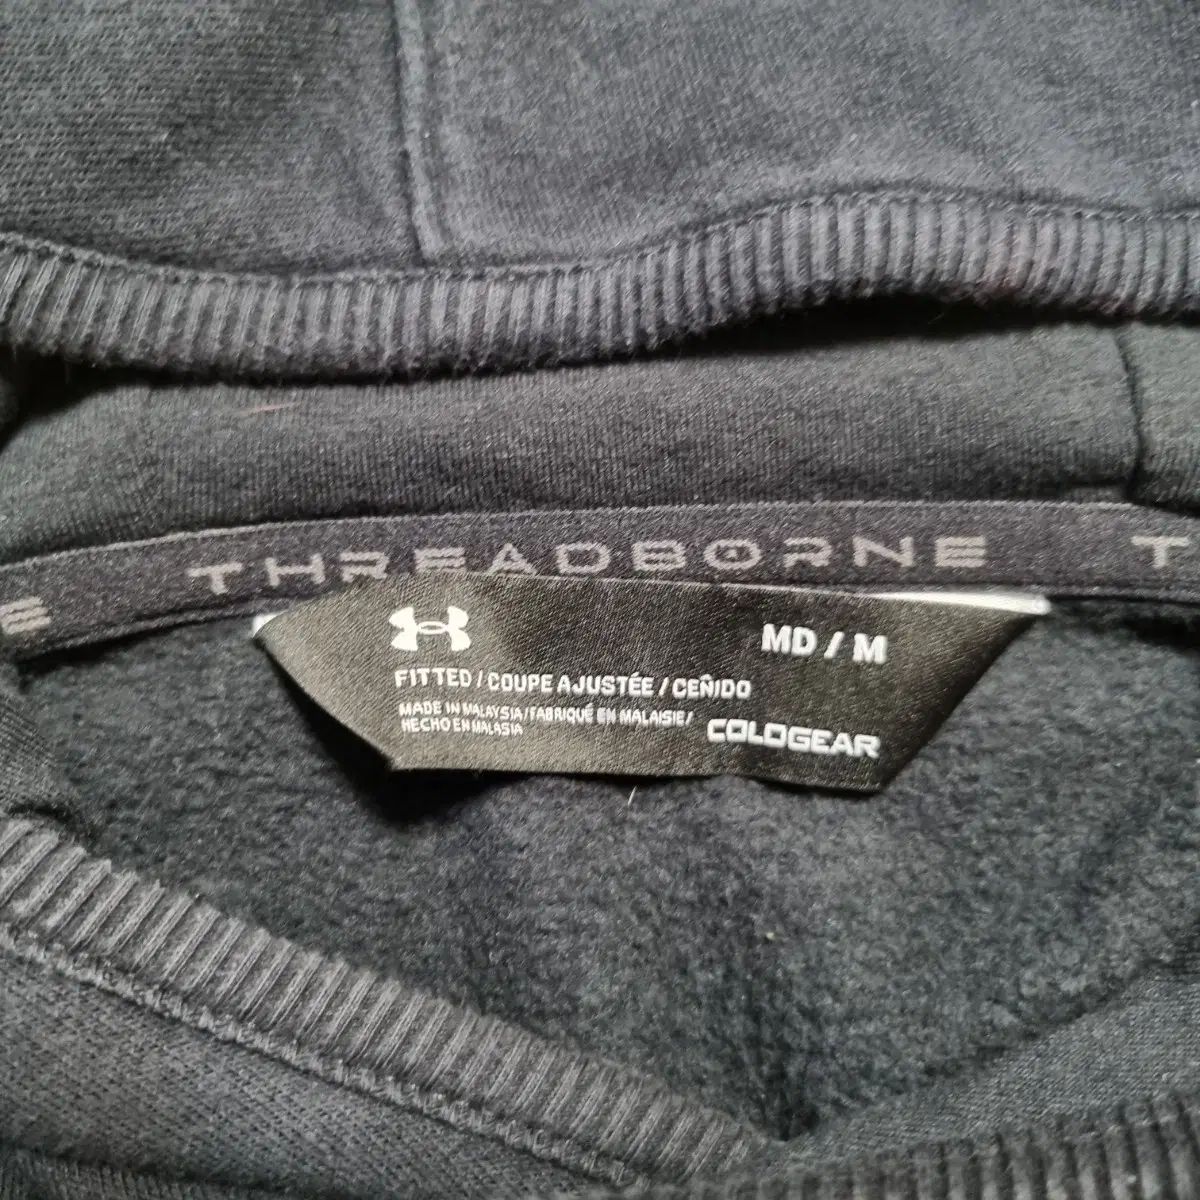 E THREADBORNE T
MD / M
FITTED / COUPE AJUSTÉE / CEÑIDO
MADE IN MALAYSIA / FABRIQUÉ EN MALAISIE /
HECHO EN MALASIA
COLDGEAR